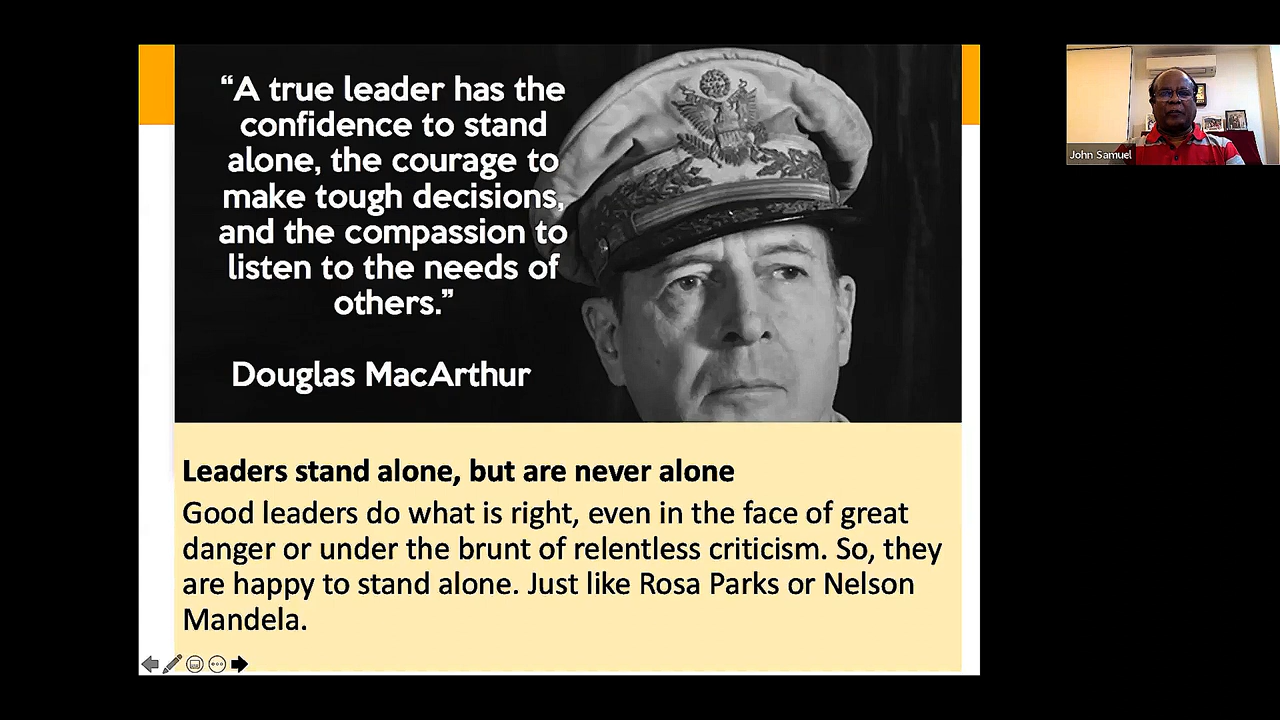 “A true leader has the
confidence to stand
alone, the courage to
make tough decisions,
and the compassion to
listen to the needs of
others.”
Douglas MacArthur
Leaders stand alone, but are never alone
Good leaders do what is right, even in the face of great
danger or under the brunt of relentless criticism. So, they
are happy to stand alone. Just like Rosa Parks or Nelson
Mandela.
John Samuel